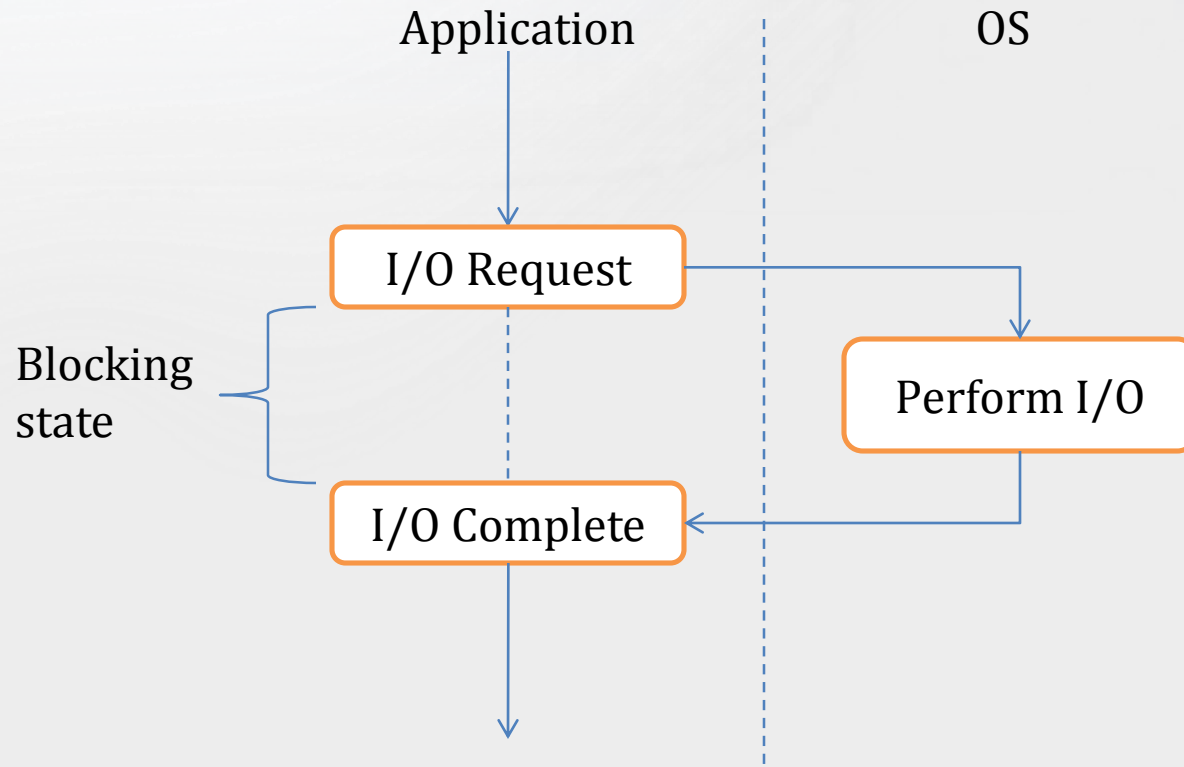 Application
OS
I/O Request
Blocking
state
Perform I/O
I/O Complete